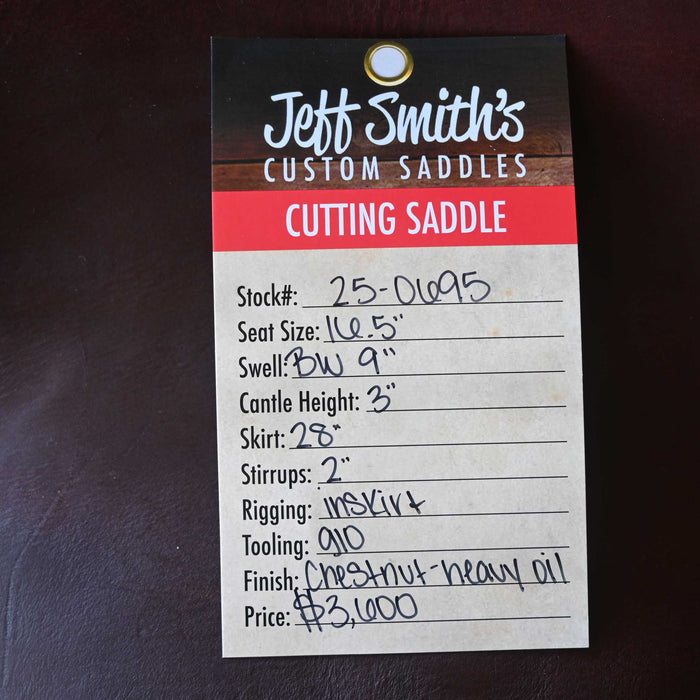 Jeff Smith's
CUSTOM SADDLES
CUTTING SADDLE
Stock#: 25-0695
Seat Size: 16.5"
Swell: BW 9"
Cantle Height: 3"
Skirt: 28"
Stirrups: 2"
Rigging: inskirt
Tooling: 910
Finish: Chestnut-heavy oil
Price: $3,600